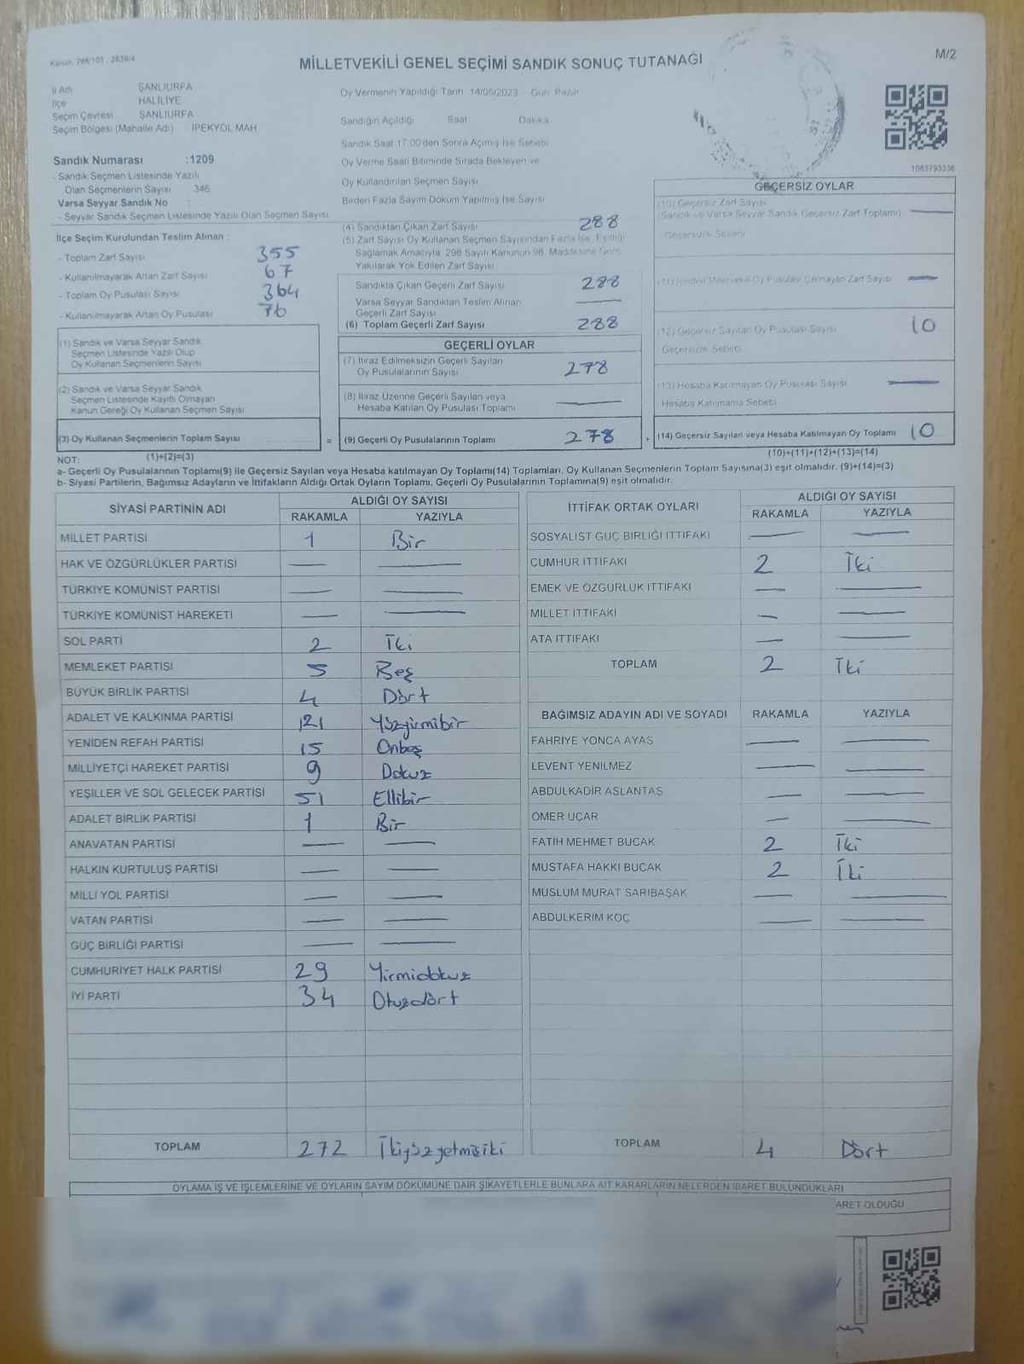 Kanun: 298/103 - 2839/4
MİLLETVEKİLİ GENEL SEÇİMİ SANDIK SONUÇ TUTANAĞI
M/2
İl Adı ŞANLIURFA
İlçe HALİLİYE
Seçim Çevresi ŞANLIURFA
Seçim Bölgesi (Mahalle Adı) İPEKYOL MAH
Sandık Numarası :1209
- Sandık Seçmen Listesinde Yazılı
Olan Seçmenlerin Sayısı 346
Varsa Seyyar Sandık No :
- Seyyar Sandık Seçmen Listesinde Yazılı Olan Seçmen Sayısı
Oy Vermenin Yapıldığı Tarih: 14/05/2023 Gün: Pazar
Sandığın Açıldığı Saat Dakika
Sandık Saat 17:00'den Sonra Açılmış İse Sebebi
Oy Verme Saati Bitiminde Sırada Bekleyen ve
Oy Kullandırılan Seçmen Sayısı
Birden Fazla Sayım Döküm Yapılmış İse Sayısı
1063793336
İlçe Seçim Kurulundan Teslim Alınan :
- Toplam Zarf Sayısı 355
- Kullanılmayarak Artan Zarf Sayısı 67
- Toplam Oy Pusulası Sayısı 364
- Kullanılmayarak Artan Oy Pusulası 76
(1) Sandık ve Varsa Seyyar Sandık
Seçmen Listesinde Yazılı Olup
Oy Kullanan Seçmenlerin Sayısı
(2) Sandık ve Varsa Seyyar Sandık
Seçmen Listesinde Kayıtlı Olmayan
Kanun Gereği Oy Kullanan Seçmen Sayısı
(3) Oy Kullanan Seçmenlerin Toplam Sayısı =
(1)+(2)=(3)
(4) Sandıktan Çıkan Zarf Sayısı 288
(5) Zarf Sayısı Oy Kullanan Seçmen Sayısından Fazla İse, Eşitliği
Sağlamak Amacıyla, 298 Sayılı Kanunun 98. Maddesine Göre
Yakılarak Yok Edilen Zarf Sayısı
Sandıkta Çıkan Geçerli Zarf Sayısı 288
Varsa Seyyar Sandıktan Teslim Alınan
Geçerli Zarf Sayısı —
(6) Toplam Geçerli Zarf Sayısı 288
GEÇERLİ OYLAR
(7) İtiraz Edilmeksizin Geçerli Sayılan
Oy Pusulalarının Sayısı 278
(8) İtiraz Üzerine Geçerli Sayılan veya
Hesaba Katılan Oy Pusulası Toplamı —
(9) Geçerli Oy Pusulalarının Toplamı 278 +
GEÇERSİZ OYLAR
(10) Geçersiz Zarf Sayısı
(Sandık ve Varsa Seyyar Sandık Geçersiz Zarf Toplamı) —
Geçersizlik Sebebi
Oy Pusulası Çıkmayan Zarf Sayısı —
(12) Geçersiz Sayılan Oy Pusulası Sayısı 10
Geçersizlik Sebebi
(13) Hesaba Katılmayan Oy Pusulası Sayısı —
Hesaba Katılmama Sebebi
(14) Geçersiz Sayılan veya Hesaba Katılmayan Oy Toplamı 10
(10)+(11)+(12)+(13)=(14)
NOT:
a- Geçerli Oy Pusulalarının Toplamı(9) ile Geçersiz Sayılan veya Hesaba katılmayan Oy Toplamı(14) Toplamları, Oy Kullanan Seçmenlerin Toplam Sayısına(3) eşit olmalıdır. (9)+(14)=(3)
b- Siyasi Partilerin, Bağımsız Adayların ve İttifakların Aldığı Ortak Oyların Toplamı, Geçerli Oy Pusulalarının Toplamına(9) eşit olmalıdır.
SİYASİ PARTİNİN ADI ALDIĞI OY SAYISI
RAKAMLA YAZIYLA
MİLLET PARTİSİ 1 Bir
HAK VE ÖZGÜRLÜKLER PARTİSİ — —
TÜRKİYE KOMÜNİST PARTİSİ — —
TÜRKİYE KOMÜNİST HAREKETİ — —
SOL PARTİ 2 İki
MEMLEKET PARTİSİ 5 Beş
BÜYÜK BİRLİK PARTİSİ 4 Dört
ADALET VE KALKINMA PARTİSİ 121 Yüzyirmibir
YENİDEN REFAH PARTİSİ 15 Onbeş
MİLLİYETÇİ HAREKET PARTİSİ 9 Dokuz
YEŞİLLER VE SOL GELECEK PARTİSİ 51 Ellibir
ADALET BİRLİK PARTİSİ 1 Bir
ANAVATAN PARTİSİ — —
HALKIN KURTULUŞ PARTİSİ — —
MİLLİ YOL PARTİSİ — —
VATAN PARTİSİ — —
GÜÇ BİRLİĞİ PARTİSİ — —
CUMHURİYET HALK PARTİSİ 29 Yirmidokuz
İYİ PARTİ 34 Otuzdört
TOPLAM 272 İkiyüzyetmişiki
İTTİFAK ORTAK OYLARI ALDIĞI OY SAYISI
RAKAMLA YAZIYLA
SOSYALİST GÜÇ BİRLİĞİ İTTİFAKI — —
CUMHUR İTTİFAKI 2 İki
EMEK VE ÖZGÜRLÜK İTTİFAKI — —
MİLLET İTTİFAKI — —
ATA İTTİFAKI — —
TOPLAM 2 İki
BAĞIMSIZ ADAYIN ADI VE SOYADI RAKAMLA YAZIYLA
FAHRİYE YONCA AYAS — —
LEVENT YENİLMEZ — —
ABDULKADİR ASLANTAŞ — —
ÖMER UÇAR — —
FATİH MEHMET BUCAK 2 İki
MUSTAFA HAKKI BUCAK 2 İki
MÜSLÜM MURAT SARIBAŞAK — —
ABDULKERİM KOÇ — —
TOPLAM 4 Dört
OYLAMA İŞ VE İŞLEMLERİNE VE OYLARIN SAYIM DÖKÜMÜNE DAİR ŞİKAYETLERLE BUNLARA AİT KARARLARIN NELERDEN İBARET BULUNDUKLARI
ARET OLDUĞU